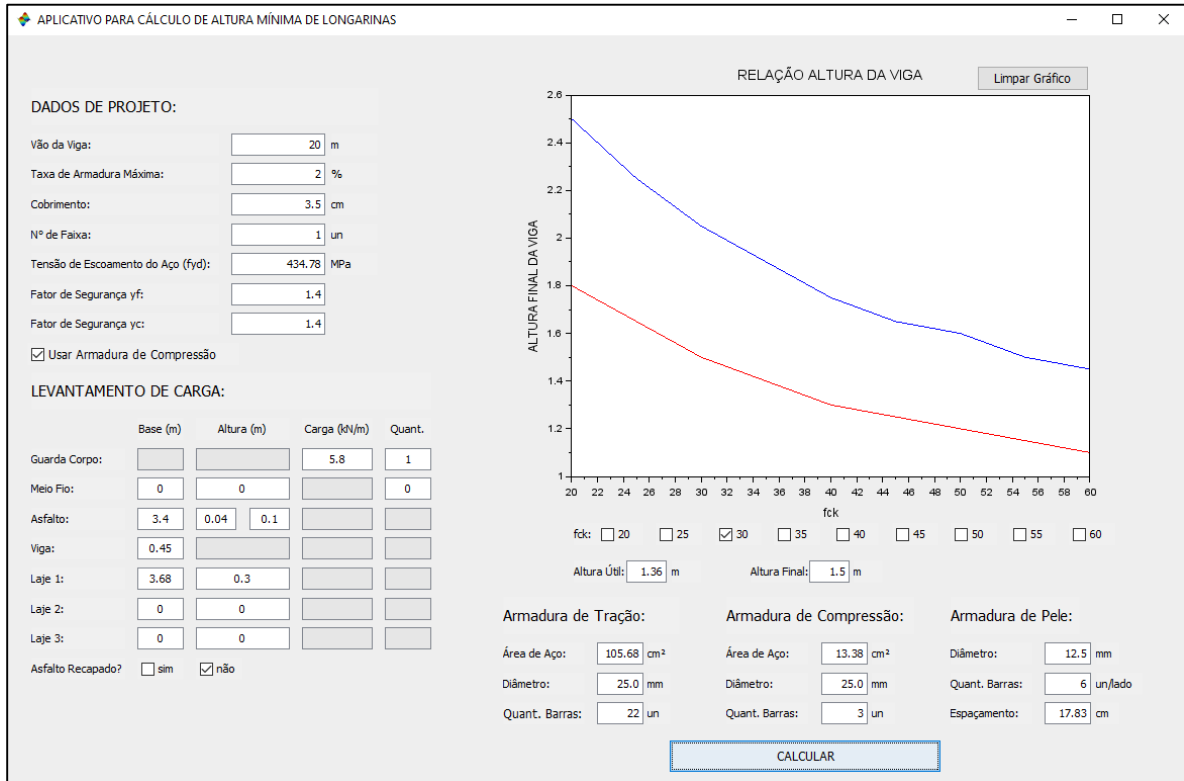 APLICATIVO PARA CÁLCULO DE ALTURA MÍNIMA DE LONGARINAS
DADOS DE PROJETO:
Vão da Viga: 20 m
Taxa de Armadura Máxima: 2 %
Cobrimento: 3.5 cm
N° de Faixa: 1 un
Tensão de Escoamento do Aço (fyd): 434.78 MPa
Fator de Segurança yf: 1.4
Fator de Segurança yc: 1.4
Usar Armadura de Compressão
LEVANTAMENTO DE CARGA:
Base (m) Altura (m) Carga (kN/m) Quant.
Guarda Corpo: 5.8 1
Meio Fio: 0 0 0
Asfalto: 3.4 0.04 0.1
Viga: 0.45
Laje 1: 3.68 0.3
Laje 2: 0 0
Laje 3: 0 0
Asfalto Recapado? sim não
RELAÇÃO ALTURA DA VIGA
Limpar Gráfico
ALTURA FINAL DA VIGA
2.6
2.4
2.2
2
1.8
1.6
1.4
1.2
1
20 22 24 26 28 30 32 34 36 38 40 42 44 46 48 50 52 54 56 58 60
fck
fck: 20 25 30 35 40 45 50 55 60
Altura Útil: 1.36 m Altura Final: 1.5 m
Armadura de Tração: Armadura de Compressão: Armadura de Pele:
Área de Aço: 105.68 cm² Área de Aço: 13.38 cm² Diâmetro: 12.5 mm
Diâmetro: 25.0 mm Diâmetro: 25.0 mm Quant. Barras: 6 un/lado
Quant. Barras: 22 un Quant. Barras: 3 un Espaçamento: 17.83 cm
CALCULAR